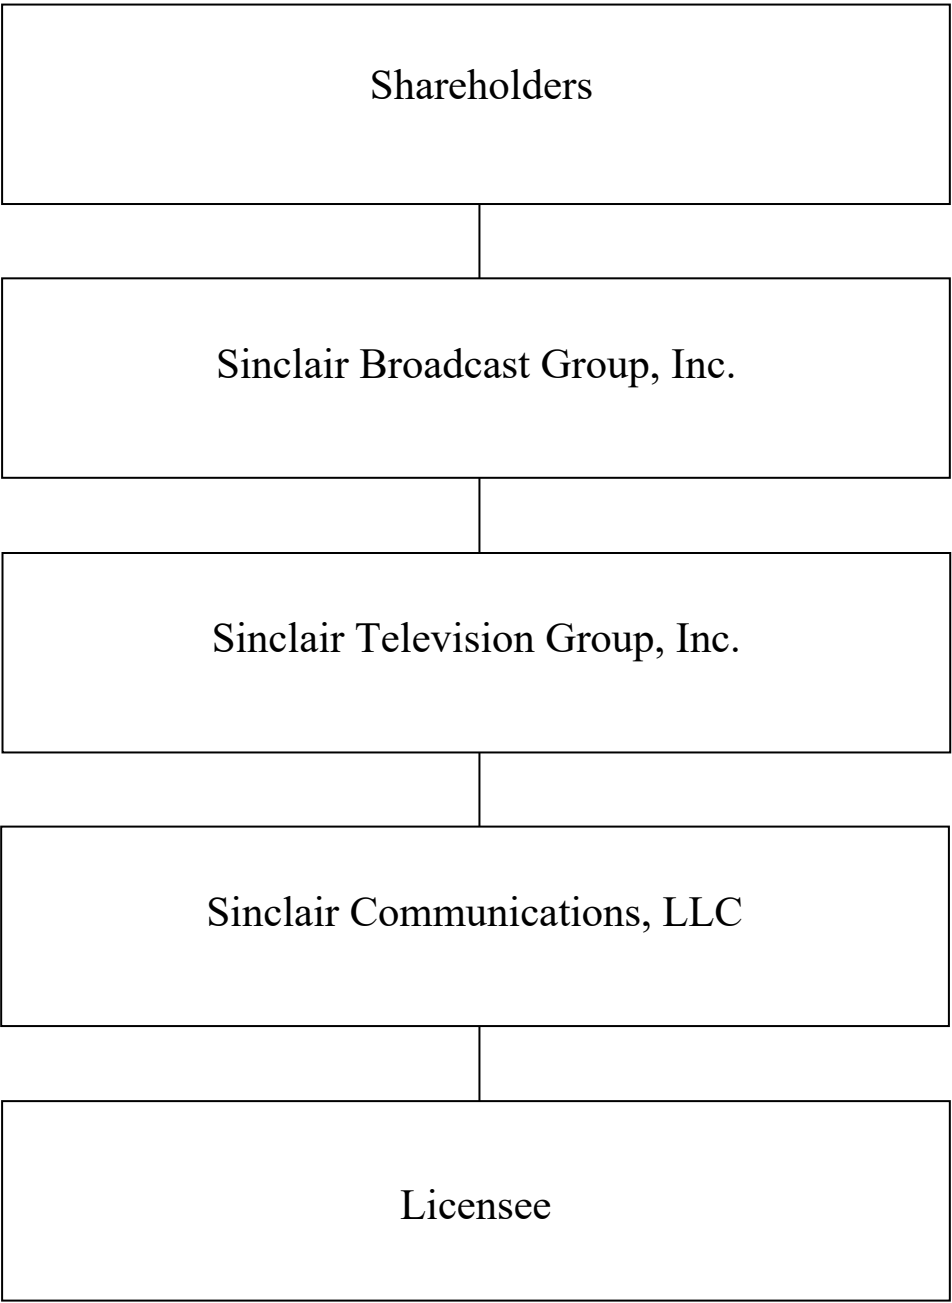 Shareholders
Sinclair Broadcast Group, Inc.
Sinclair Television Group, Inc.
Sinclair Communications, LLC
Licensee